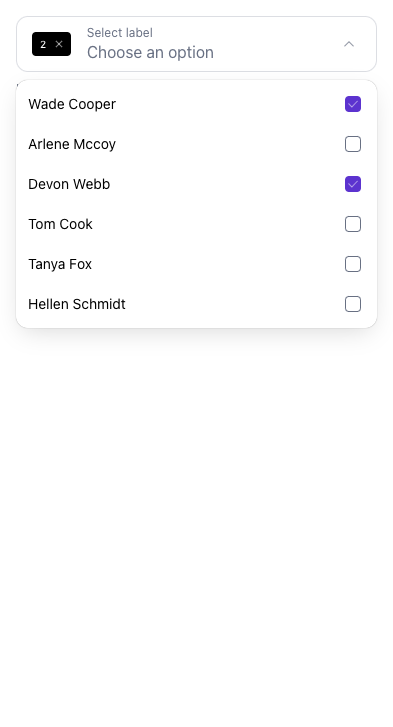 2
Select label
Choose an option
Wade Cooper
Arlene Mccoy
Devon Webb
Tom Cook
Tanya Fox
Hellen Schmidt